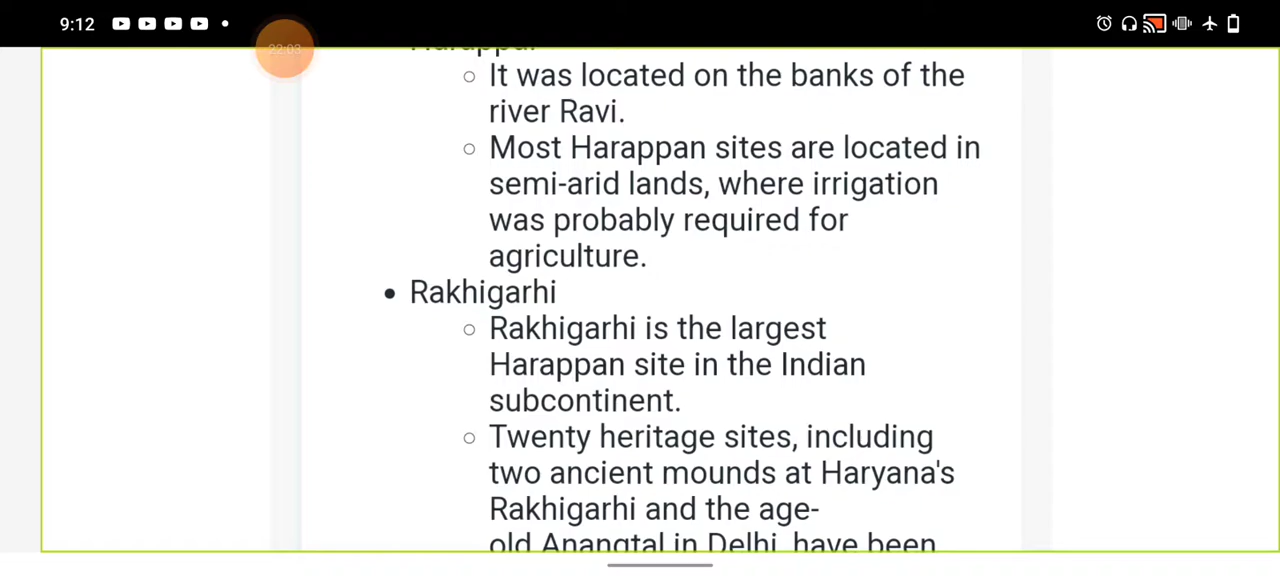 9:12
22:03
Harappa
It was located on the banks of the
river Ravi.
Most Harappan sites are located in
semi-arid lands, where irrigation
was probably required for
agriculture.
Rakhigarhi
Rakhigarhi is the largest
Harappan site in the Indian
subcontinent.
Twenty heritage sites, including
two ancient mounds at Haryana's
Rakhigarhi and the age-
old Anangtal in Delhi, have been